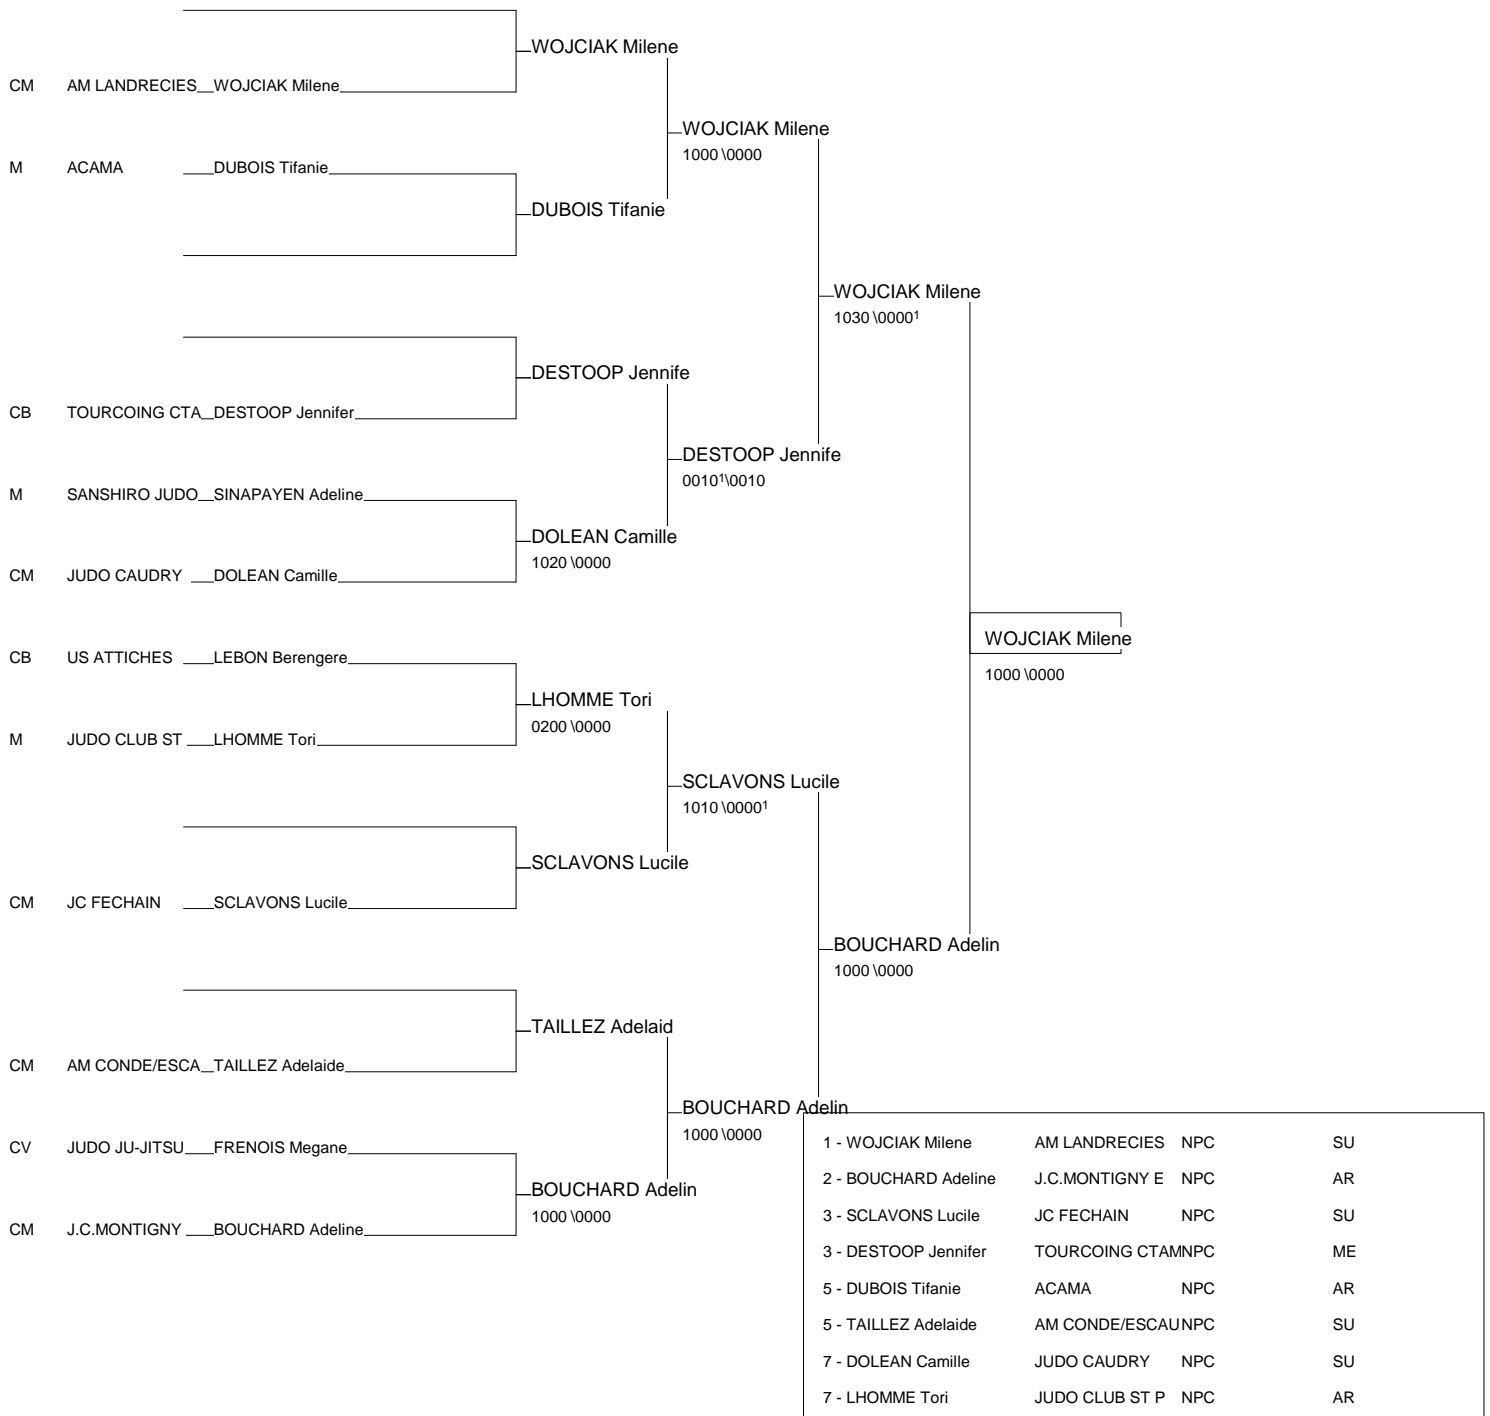 WOJCIAK Milene
CM AM LANDRECIES WOJCIAK Milene
WOJCIAK Milene
1000 \0000
M ACAMA DUBOIS Tifanie
DUBOIS Tifanie
WOJCIAK Milene
1030 \0000¹
DESTOOP Jennife
CB TOURCOING CTA DESTOOP Jennifer
DESTOOP Jennife
0010¹\0010
M SANSHIRO JUDO SINAPAYEN Adeline
DOLEAN Camille
1020 \0000
CM JUDO CAUDRY DOLEAN Camille
WOJCIAK Milene
1000 \0000
CB US ATTICHES LEBON Berengere
LHOMME Tori
0200 \0000
M JUDO CLUB ST LHOMME Tori
SCLAVONS Lucile
1010 \0000¹
SCLAVONS Lucile
CM JC FECHAIN SCLAVONS Lucile
BOUCHARD Adelin
1000 \0000
TAILLEZ Adelaid
CM AM CONDE/ESCA TAILLEZ Adelaide
BOUCHARD Adelin
1000 \0000
CV JUDO JU-JITSU FRENOIS Megane
BOUCHARD Adelin
1000 \0000
CM J.C.MONTIGNY BOUCHARD Adeline
1 - WOJCIAK Milene AM LANDRECIES NPC SU
2 - BOUCHARD Adeline J.C.MONTIGNY E NPC AR
3 - SCLAVONS Lucile JC FECHAIN NPC SU
3 - DESTOOP Jennifer TOURCOING CTAMNPC ME
5 - DUBOIS Tifanie ACAMA NPC AR
5 - TAILLEZ Adelaide AM CONDE/ESCAUNPC SU
7 - DOLEAN Camille JUDO CAUDRY NPC SU
7 - LHOMME Tori JUDO CLUB ST P NPC AR